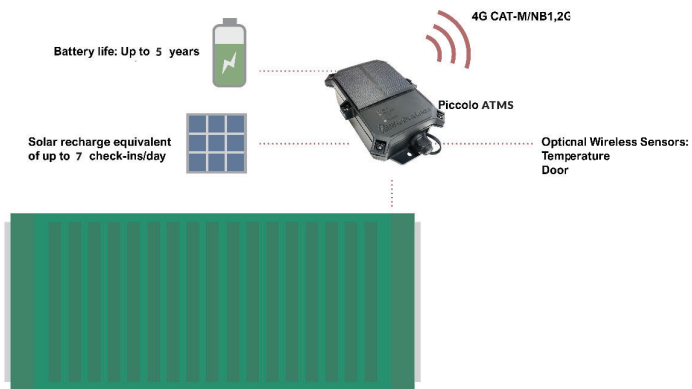 4G CAT-M/NB1,2G
Battery life: Up to 5 years
Piccolo ATMS
Solar recharge equivalent
of up to 7 check-ins/day
Optional Wireless Sensors:
Temperature
Door